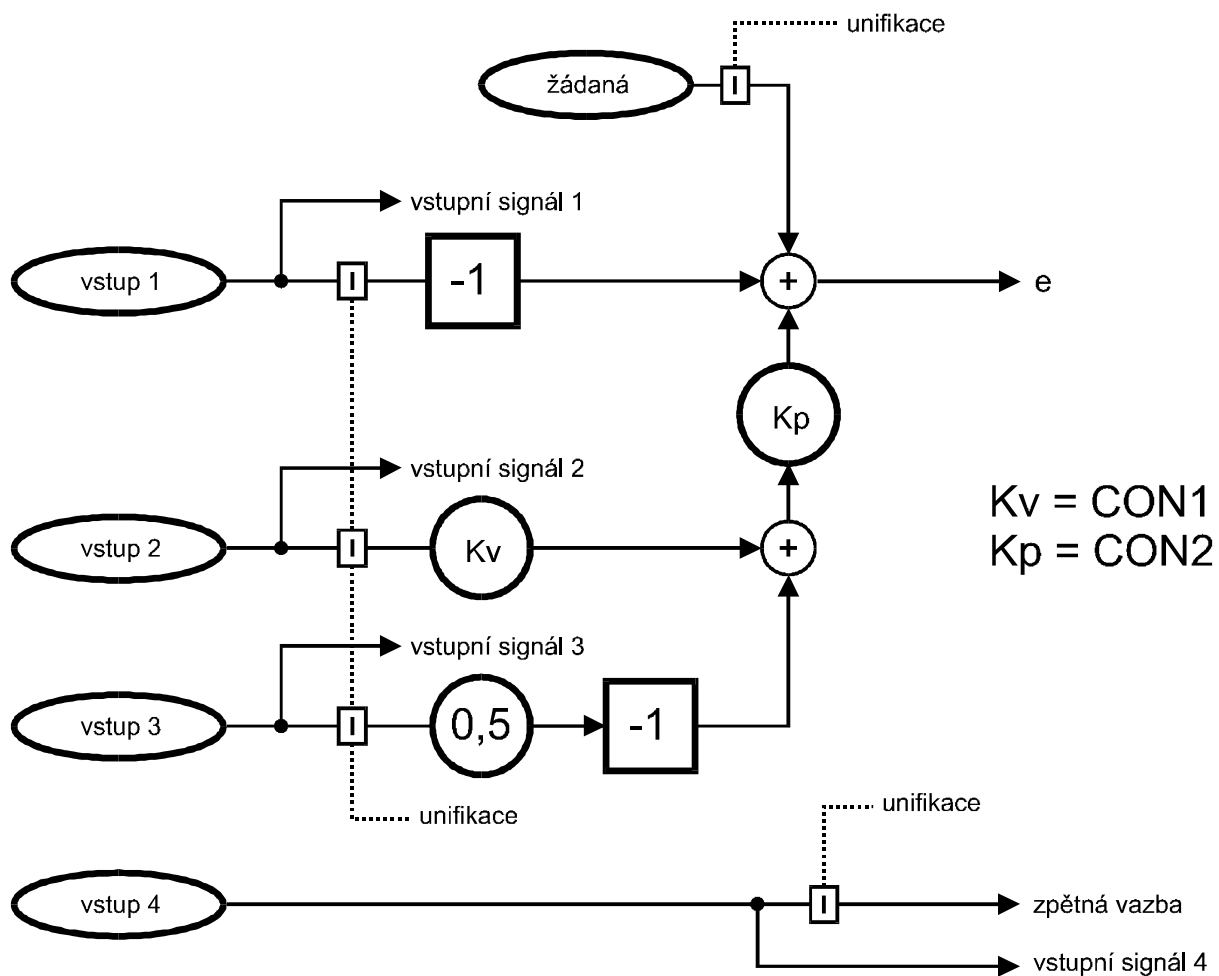 unifikace
žádaná
I
vstupní signál 1
vstup 1
I
-1
+
e
Kp
vstupní signál 2
Kv = CON1
vstup 2
I
Kv
+
Kp = CON2
vstupní signál 3
vstup 3
I
0,5
-1
unifikace
unifikace
vstup 4
I
zpětná vazba
vstupní signál 4